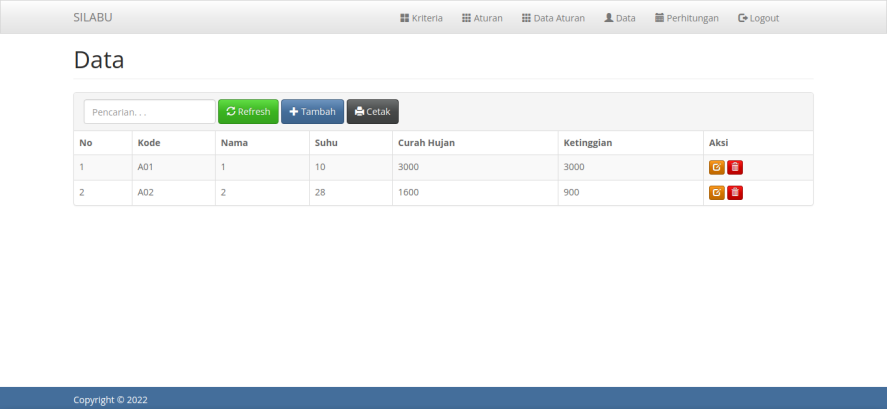 SILABU Kriteria Aturan Data Aturan Data Perhitungan Logout
Data
Pencarian. . . Refresh Tambah Cetak
No Kode Nama Suhu Curah Hujan Ketinggian Aksi
1 A01 1 10 3000 3000
2 A02 2 28 1600 900
Copyright © 2022